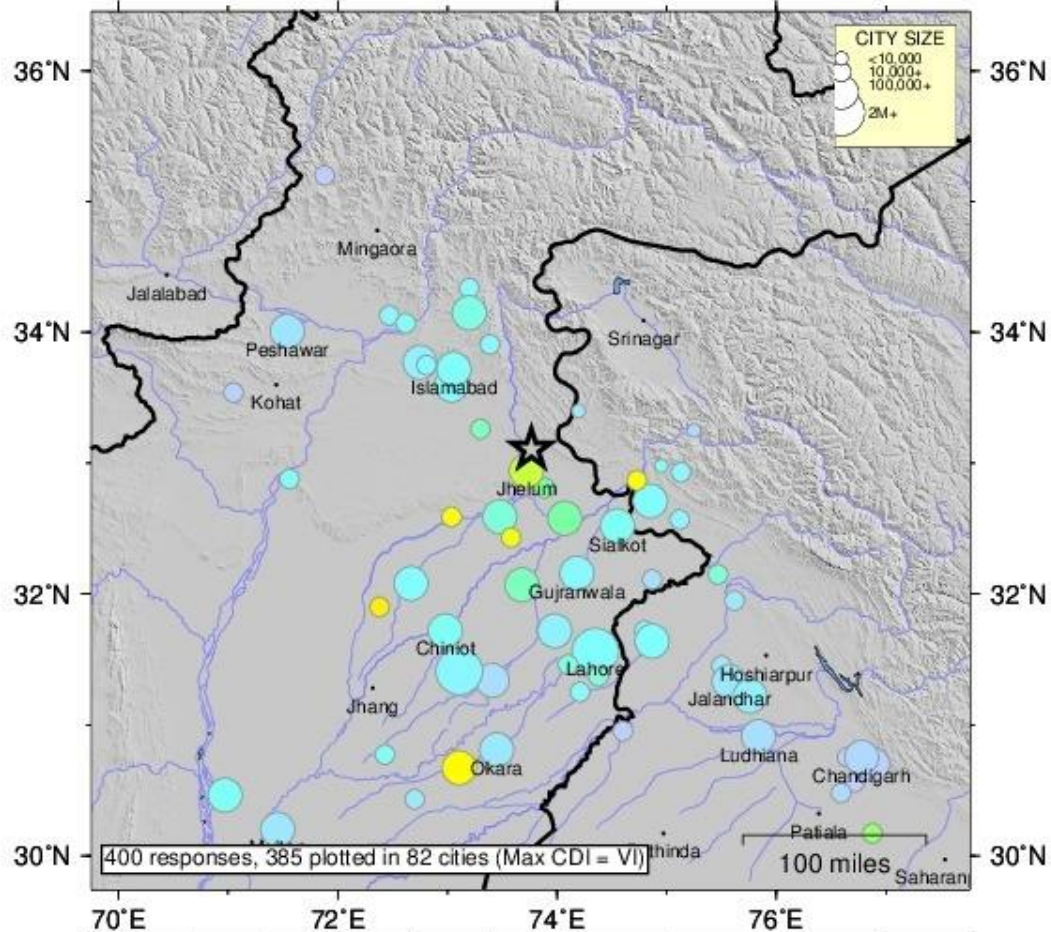 36°N
36°N
CITY SIZE
<10,000
10,000+
100,000+
2M+
Mingaora
Jalalabad
34°N
Srinagar
34°N
Peshawar
Islamabad
Kohat
Jhelum
Sialkot
32°N
Gujranwala
32°N
Chiniot
Lahore
Hoshiarpur
Jalandhar
Jhang
Ludhiana
Okara
Chandigarh
Patiala
30°N
400 responses, 385 plotted in 82 cities (Max CDI = VI)
thinda
100 miles
30°N
Saharanp
70°E
72°E
74°E
76°E